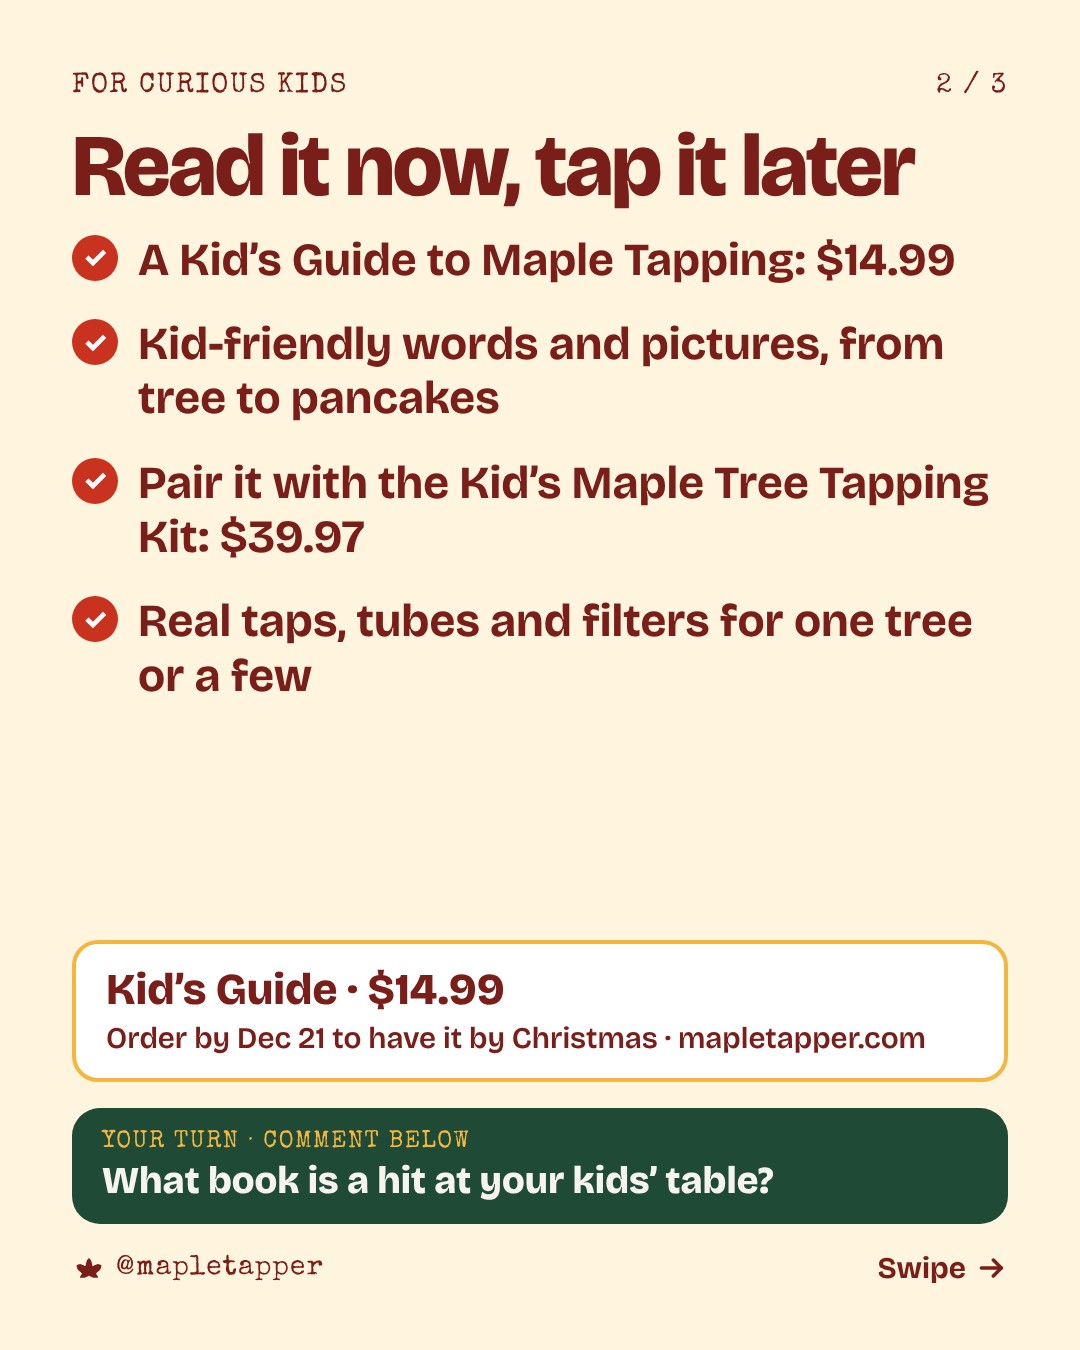 FOR CURIOUS KIDS
2 / 3
Read it now, tap it later
A Kid’s Guide to Maple Tapping: $14.99
Kid-friendly words and pictures, from
tree to pancakes
Pair it with the Kid’s Maple Tree Tapping
Kit: $39.97
Real taps, tubes and filters for one tree
or a few
Kid’s Guide · $14.99
Order by Dec 21 to have it by Christmas · mapletapper.com
YOUR TURN · COMMENT BELOW
What book is a hit at your kids’ table?
@mapletapper
Swipe →